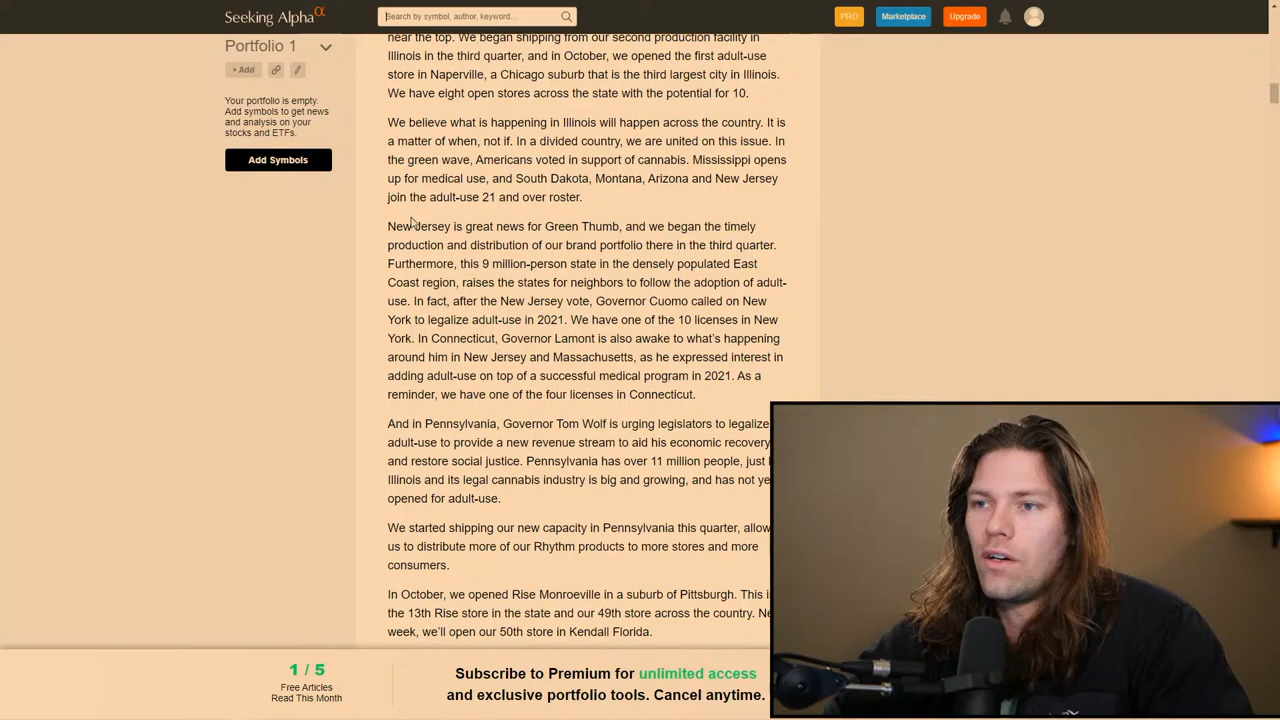 Seeking Alpha α
Search by symbol, author, keyword...
PRO
Marketplace
Upgrade
Portfolio 1
+ Add
Your portfolio is empty.
Add symbols to get news
and analysis on your
stocks and ETFs.
Add Symbols
near the top. We began shipping from our second production facility in
Illinois in the third quarter, and in October, we opened the first adult-use
store in Naperville, a Chicago suburb that is the third largest city in Illinois.
We have eight open stores across the state with the potential for 10.
We believe what is happening in Illinois will happen across the country. It is
a matter of when, not if. In a divided country, we are united on this issue. In
the green wave, Americans voted in support of cannabis. Mississippi opens
up for medical use, and South Dakota, Montana, Arizona and New Jersey
join the adult-use 21 and over roster.
New Jersey is great news for Green Thumb, and we began the timely
production and distribution of our brand portfolio there in the third quarter.
Furthermore, this 9 million-person state in the densely populated East
Coast region, raises the states for neighbors to follow the adoption of adult-
use. In fact, after the New Jersey vote, Governor Cuomo called on New
York to legalize adult-use in 2021. We have one of the 10 licenses in New
York. In Connecticut, Governor Lamont is also awake to what's happening
around him in New Jersey and Massachusetts, as he expressed interest in
adding adult-use on top of a successful medical program in 2021. As a
reminder, we have one of the four licenses in Connecticut.
And in Pennsylvania, Governor Tom Wolf is urging legislators to legalize
adult-use to provide a new revenue stream to aid his economic recovery
and restore social justice. Pennsylvania has over 11 million people, just
Illinois and its legal cannabis industry is big and growing, and has not
opened for adult-use.
We started shipping our new capacity in Pennsylvania this quarter,
us to distribute more of our Rhythm products to more stores and more
consumers.
In October, we opened Rise Monroeville in a suburb of Pittsburgh. This
the 13th Rise store in the state and our 49th store across the country.
week, we'll open our 50th store in Kendall Florida.
1 / 5
Free Articles
Read This Month
Subscribe to Premium for unlimited access
and exclusive portfolio tools. Cancel anytime.